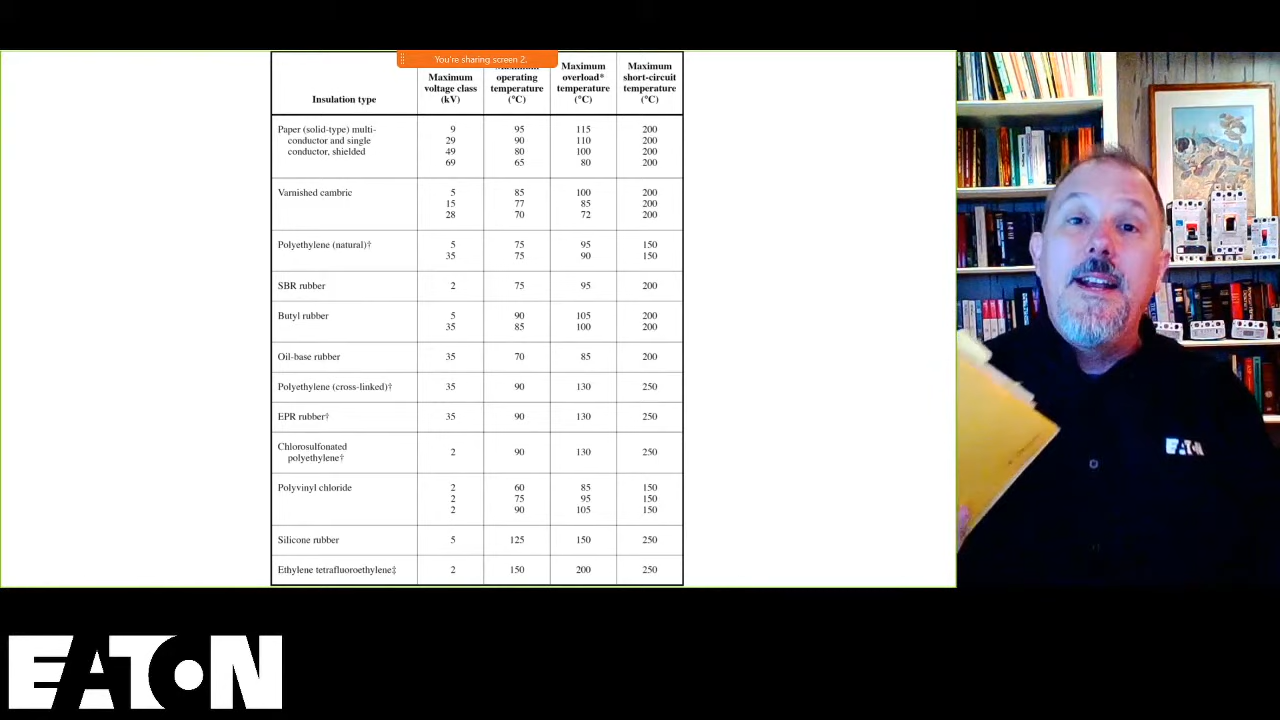 You're sharing screen 2.
Insulation type
Maximum
voltage class
(kV)
operating
temperature
(°C)
Maximum
overload*
temperature
(°C)
Maximum
short-circuit
temperature
(°C)
Paper (solid-type) multi-
conductor and single
conductor, shielded
9 95 115 200
29 90 110 200
49 80 100 200
69 65 80 200
Varnished cambric 5 85 100 200
15 77 85 200
28 70 72 200
Polyethylene (natural)† 5 75 95 150
35 75 90 150
SBR rubber 2 75 95 200
Butyl rubber 5 90 105 200
35 85 100 200
Oil-base rubber 35 70 85 200
Polyethylene (cross-linked)† 35 90 130 250
EPR rubber† 35 90 130 250
Chlorosulfonated
polyethylene† 2 90 130 250
Polyvinyl chloride 2 60 85 150
2 75 95 150
2 90 105 150
Silicone rubber 5 125 150 250
Ethylene tetrafluoroethylene‡ 2 150 200 250
EATON
EATON